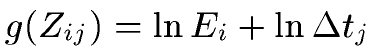 g(Z_{ij}) = \ln E_i + \ln \Delta t_j